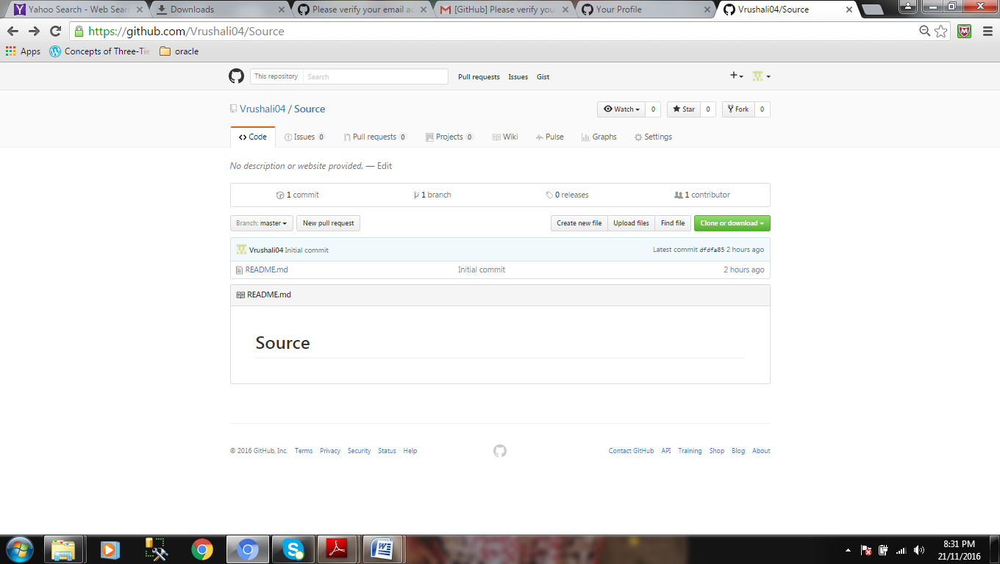 Yahoo Search - Web Sear Downloads Please verify your email ad [GitHub] Please verify you Your Profile Vrushali04/Source
https://github.com/Vrushali04/Source
Apps Concepts of Three-Tie oracle
This repository Search Pull requests Issues Gist
Vrushali04 / Source Watch 0 Star 0 Fork 0
Code Issues 0 Pull requests 0 Projects 0 Wiki Pulse Graphs Settings
No description or website provided. — Edit
1 commit 1 branch 0 releases 1 contributor
Branch: master New pull request Create new file Upload files Find file Clone or download
Vrushali04 Initial commit Latest commit dfdfa85 2 hours ago
README.md Initial commit 2 hours ago
README.md
Source
© 2016 GitHub, Inc. Terms Privacy Security Status Help Contact GitHub API Training Shop Blog About
8:31 PM
21/11/2016